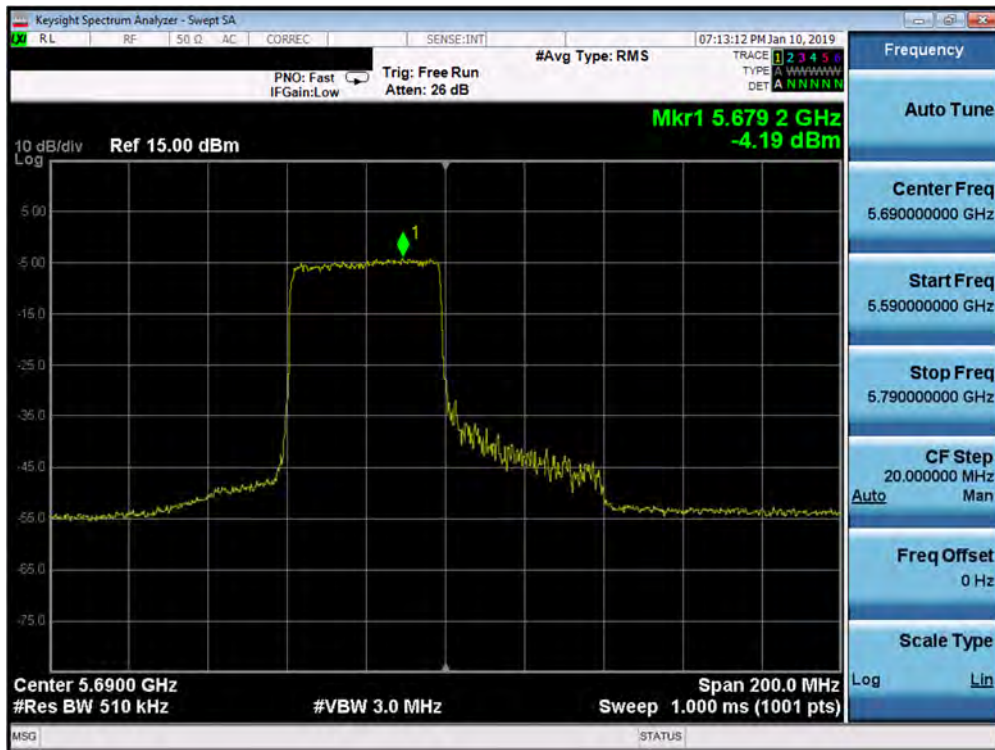 Keysight Spectrum Analyzer - Swept SA
LXI RL RF 50 Ω AC CORREC SENSE:INT 07:13:12 PM Jan 10, 2019
PNO: Fast Trig: Free Run #Avg Type: RMS TRACE 1 2 3 4 5 6
IFGain:Low Atten: 26 dB TYPE A WWWWW
DET A N N N N N
Mkr1 5.679 2 GHz
-4.19 dBm
10 dB/div Ref 15.00 dBm
Log
1
5.00
-5.00
-15.0
-25.0
-35.0
-45.0
-55.0
-65.0
-75.0
Center 5.6900 GHz Span 200.0 MHz
#Res BW 510 kHz #VBW 3.0 MHz Sweep 1.000 ms (1001 pts)
MSG STATUS
Frequency
Auto Tune
Center Freq
5.690000000 GHz
Start Freq
5.590000000 GHz
Stop Freq
5.790000000 GHz
CF Step
20.000000 MHz
Auto Man
Freq Offset
0 Hz
Scale Type
Log Lin